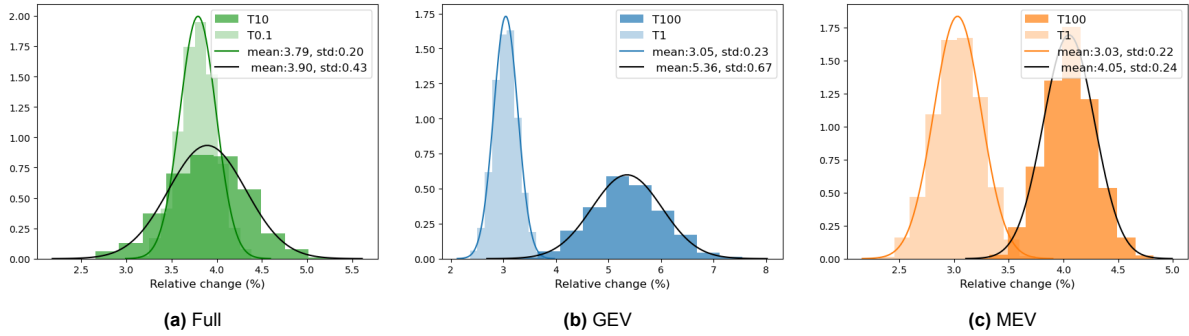 2.00
1.75
1.50
1.25
1.00
0.75
0.50
0.25
0.00
2.5 3.0 3.5 4.0 4.5 5.0 5.5
Relative change (%)
T10
T0.1
mean:3.79, std:0.20
mean:3.90, std:0.43
(a) Full
1.75
1.50
1.25
1.00
0.75
0.50
0.25
0.00
2 3 4 5 6 7 8
Relative change (%)
T100
T1
mean:3.05, std:0.23
mean:5.36, std:0.67
(b) GEV
1.75
1.50
1.25
1.00
0.75
0.50
0.25
0.00
2.5 3.0 3.5 4.0 4.5 5.0
Relative change (%)
T100
T1
mean:3.03, std:0.22
mean:4.05, std:0.24
(c) MEV